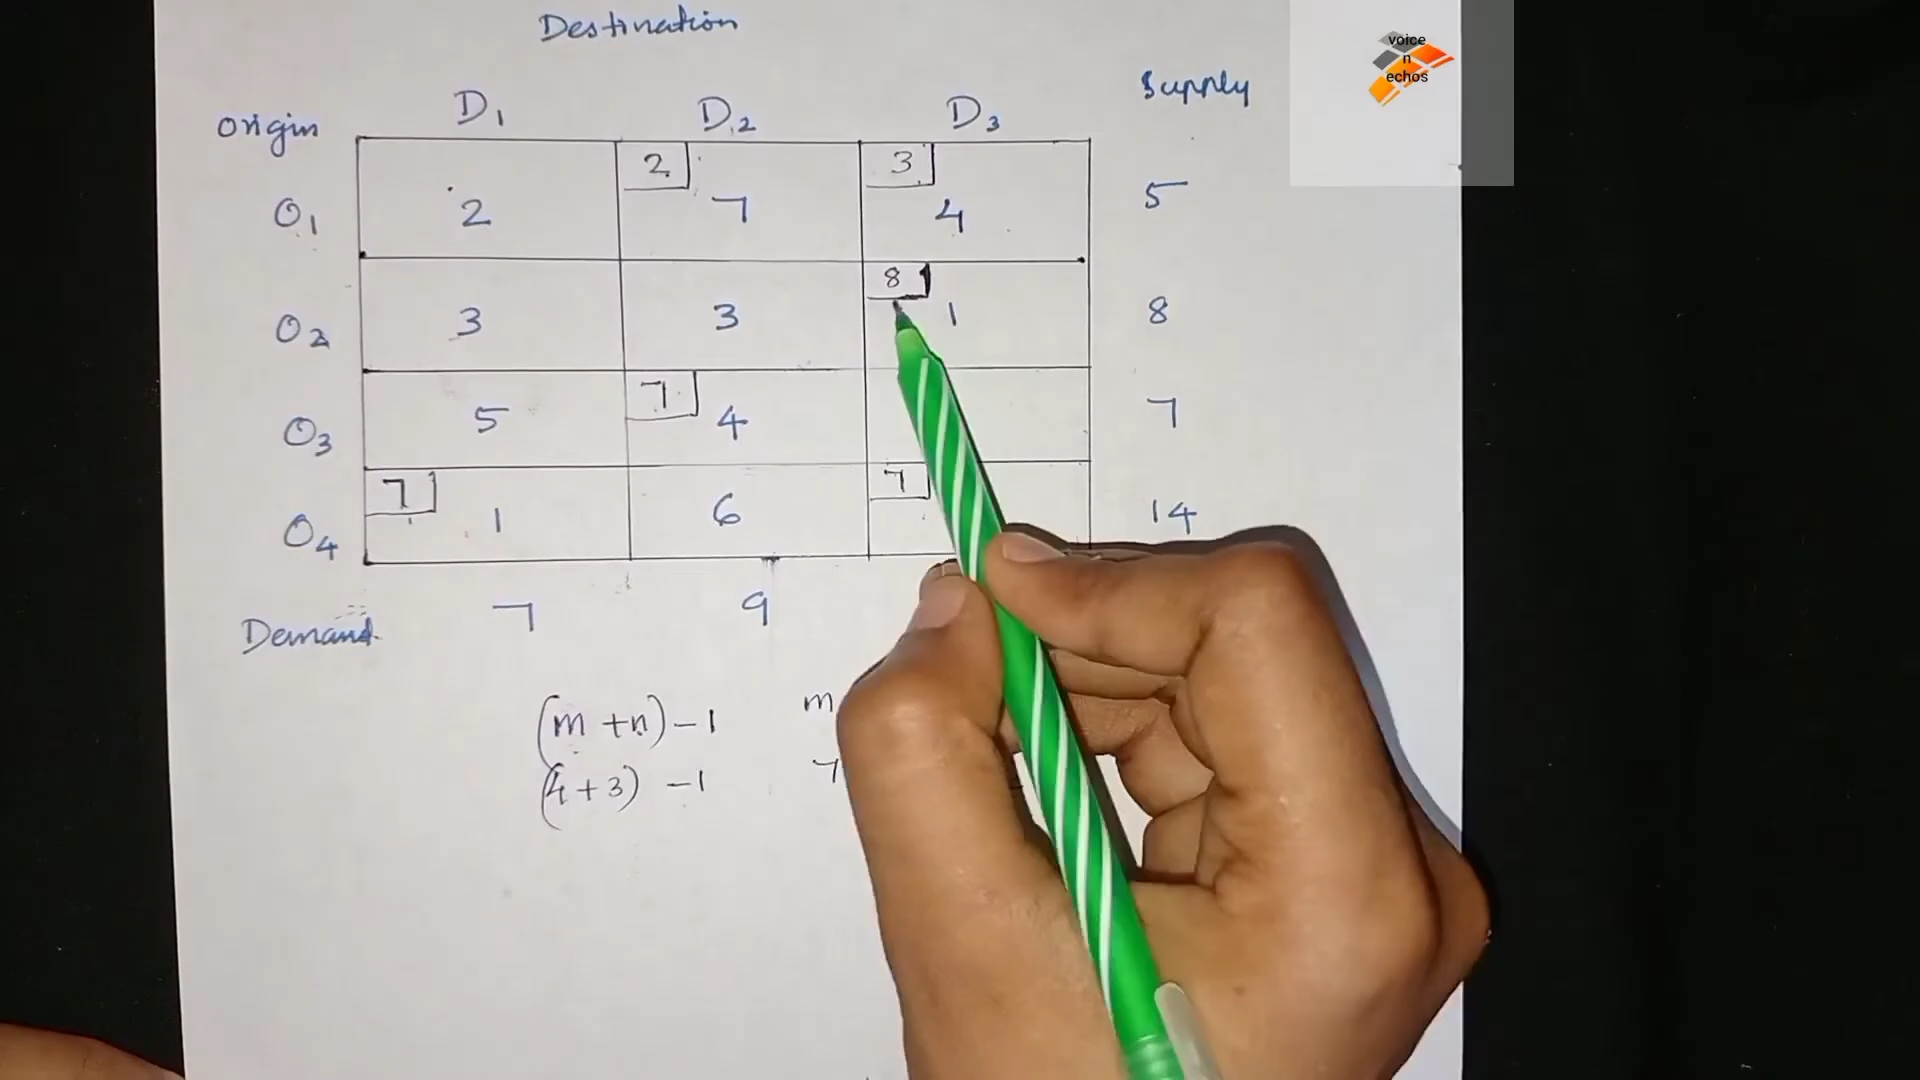 Destination
voice
n
echos
Origin D1 D2 D3 Supply
2 3
O1 2 7 4 5
8
O2 3 3 1 8
7
O3 5 4 7
7 7
O4 1 6 14
Demand 7 9
(m+n)-1 m
(4+3) -1 7